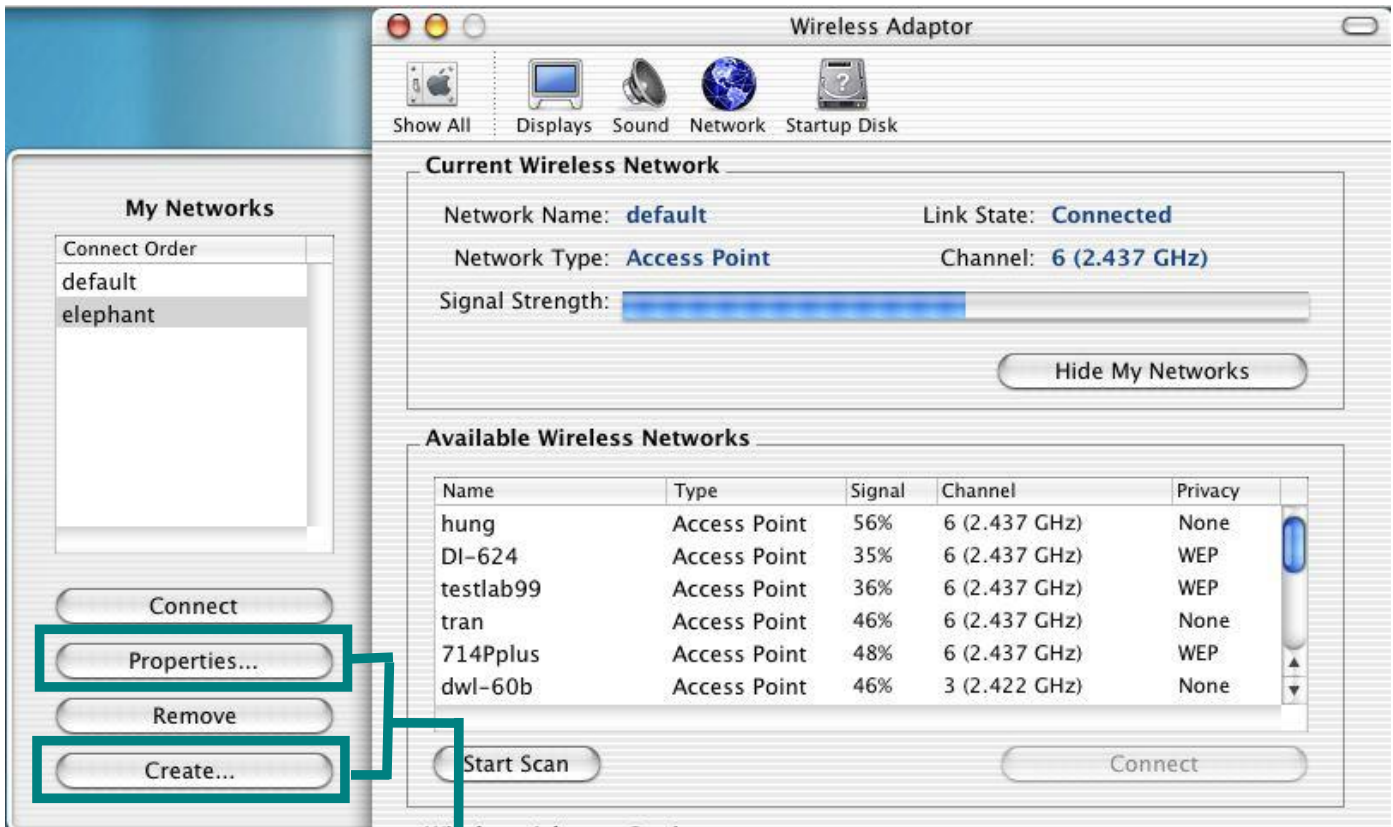 Wireless Adaptor
Show All
Displays
Sound
Network
Startup Disk
My Networks
Connect Order
default
elephant
Connect
Properties...
Remove
Create...
Current Wireless Network
Network Name: default
Link State: Connected
Network Type: Access Point
Channel: 6 (2.437 GHz)
Signal Strength:
Hide My Networks
Available Wireless Networks
Name Type Signal Channel Privacy
hung Access Point 56% 6 (2.437 GHz) None
DI-624 Access Point 35% 6 (2.437 GHz) WEP
testlab99 Access Point 36% 6 (2.437 GHz) WEP
tran Access Point 46% 6 (2.437 GHz) None
714Pplus Access Point 48% 6 (2.437 GHz) WEP
dwl-60b Access Point 46% 3 (2.422 GHz) None
Start Scan
Connect